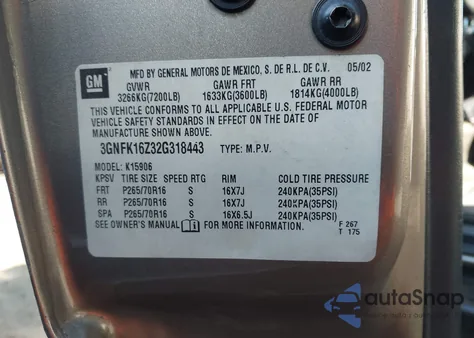 GM
MFD BY GENERAL MOTORS DE MEXICO, S. DE R.L. DE C.V. 05/02
GVWR GAWR FRT GAWR RR
3266KG(7200LB) 1633KG(3600LB) 1814KG(4000LB)
THIS VEHICLE CONFORMS TO ALL APPLICABLE U.S. FEDERAL MOTOR
VEHICLE SAFETY STANDARDS IN EFFECT ON THE DATE OF
MANUFACTURE SHOWN ABOVE.
3GNFK16Z32G318443 TYPE: M.P.V.
MODEL: K15906
KPSV TIRE SIZE SPEED RTG RIM COLD TIRE PRESSURE
FRT P265/70R16 S 16X7J 240KPA(35PSI)
RR P265/70R16 S 16X7J 240KPA(35PSI)
SPA P265/70R16 S 16X6.5J 240KPA(35PSI)
SEE OWNER'S MANUAL i FOR MORE INFORMATION. F 267
T 175
autoSnap
WWW.AUTOSNAP.COM